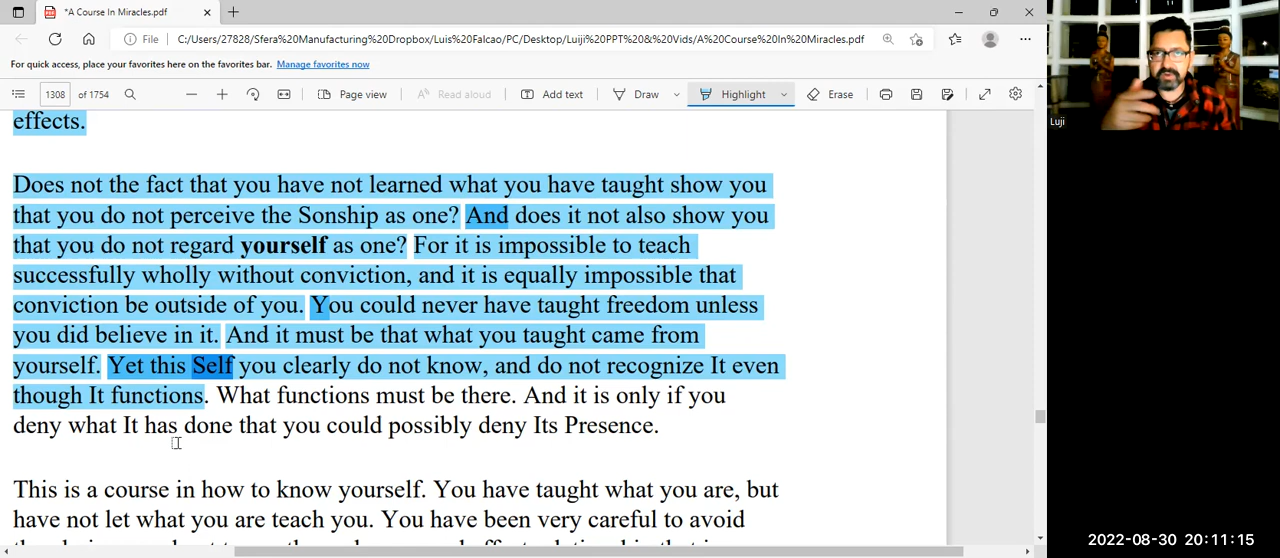 *A Course In Miracles.pdf
File
C:/Users/27828/Sfera%20Manufacturing%20Dropbox/Luis%20Falcao/PC/Desktop/Luiji%20PPT%20&%20Vids/A%20Course%20In%20Miracles.pdf
For quick access, place your favorites here on the favorites bar. Manage favorites now
1308 of 1754
Page view
Read aloud
Add text
Draw
Highlight
Erase
effects.
Does not the fact that you have not learned what you have taught show you
that you do not perceive the Sonship as one? And does it not also show you
that you do not regard yourself as one? For it is impossible to teach
successfully wholly without conviction, and it is equally impossible that
conviction be outside of you. You could never have taught freedom unless
you did believe in it. And it must be that what you taught came from
yourself. Yet this Self you clearly do not know, and do not recognize It even
though It functions. What functions must be there. And it is only if you
deny what It has done that you could possibly deny Its Presence.
This is a course in how to know yourself. You have taught what you are, but
have not let what you are teach you. You have been very careful to avoid
Luji
2022-08-30 20:11:15